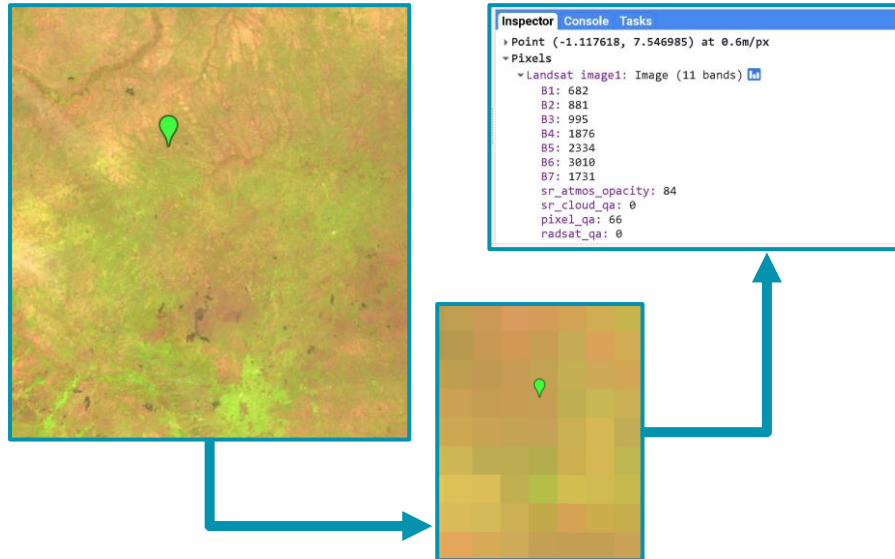 Inspector Console Tasks
Point (-1.117618, 7.546985) at 0.6m/px
Pixels
Landsat image1: Image (11 bands)
B1: 682
B2: 881
B3: 995
B4: 1876
B5: 2334
B6: 3010
B7: 1731
sr_atmos_opacity: 84
sr_cloud_qa: 0
pixel_qa: 66
radsat_qa: 0